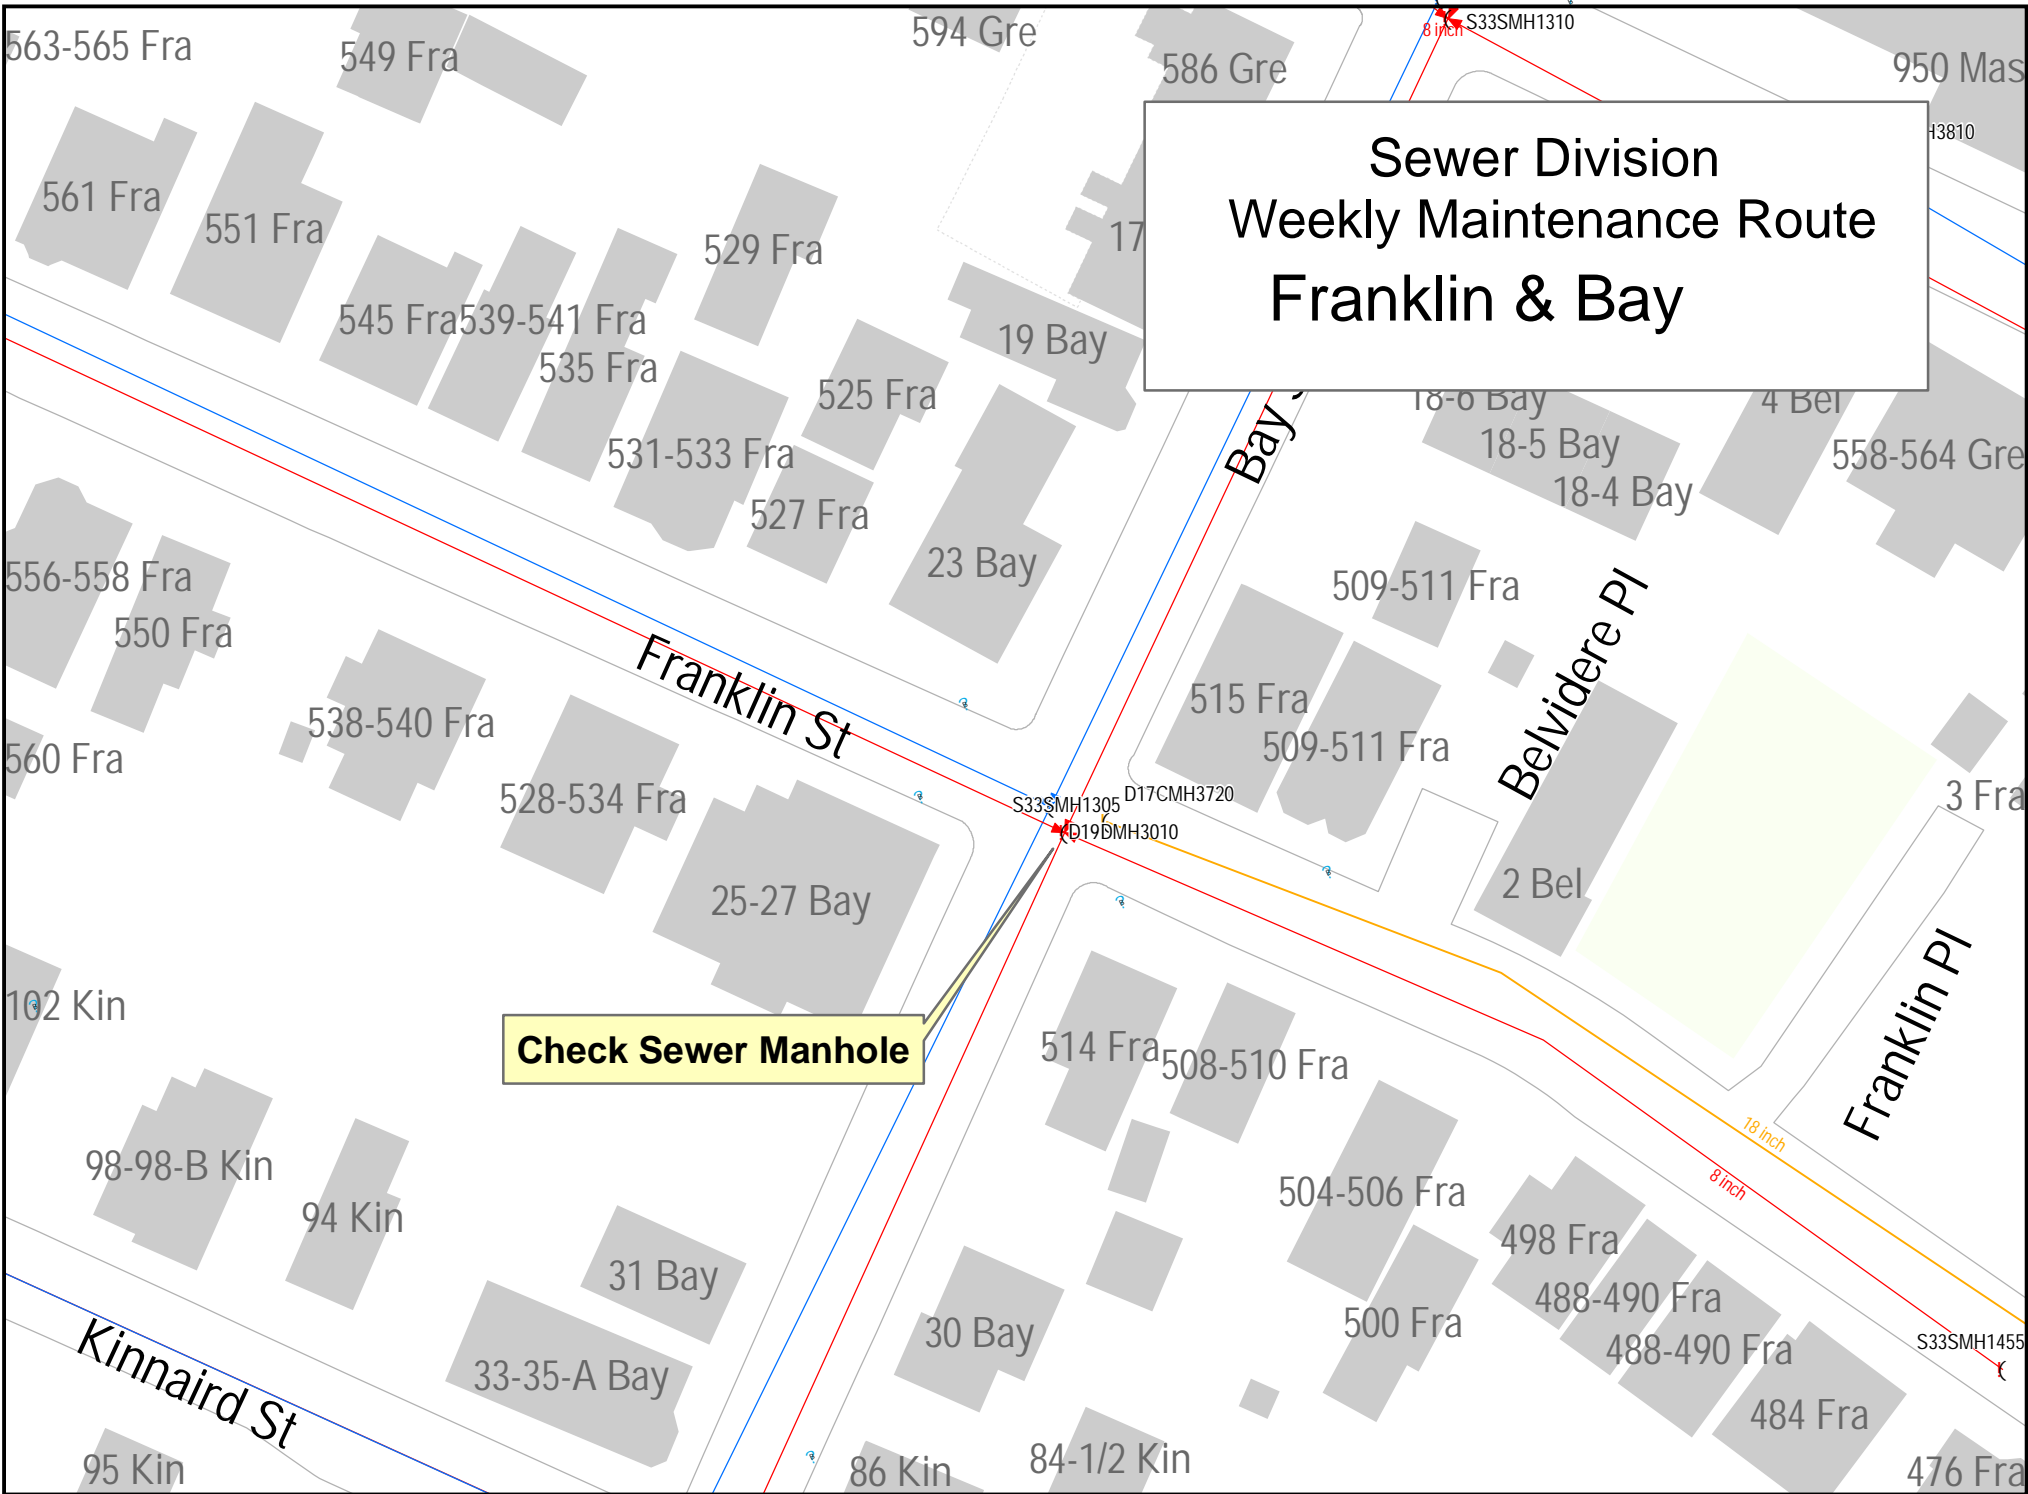 S33SMH1310
8 inch
563-565 Fra
549 Fra
594 Gre
586 Gre
950 Mas
H3810
Sewer Division
Weekly Maintenance Route
Franklin & Bay
561 Fra
551 Fra
529 Fra
17
545 Fra
539-541 Fra
535 Fra
19 Bay
525 Fra
18-6 Bay
4 Bel
Bay
531-533 Fra
18-5 Bay
558-564 Gre
18-4 Bay
527 Fra
23 Bay
556-558 Fra
550 Fra
509-511 Fra
Belvidere Pl
Franklin St
515 Fra
538-540 Fra
509-511 Fra
560 Fra
528-534 Fra
S33SMH1305
D17CMH3720
D19DMH3010
3 Fra
25-27 Bay
2 Bel
102 Kin
Check Sewer Manhole
514 Fra
508-510 Fra
Franklin Pl
18 inch
8 inch
98-98-B Kin
94 Kin
504-506 Fra
498 Fra
31 Bay
488-490 Fra
30 Bay
500 Fra
488-490 Fra
S33SMH1455
Kinnaird St
33-35-A Bay
484 Fra
95 Kin
86 Kin
84-1/2 Kin
476 Fra